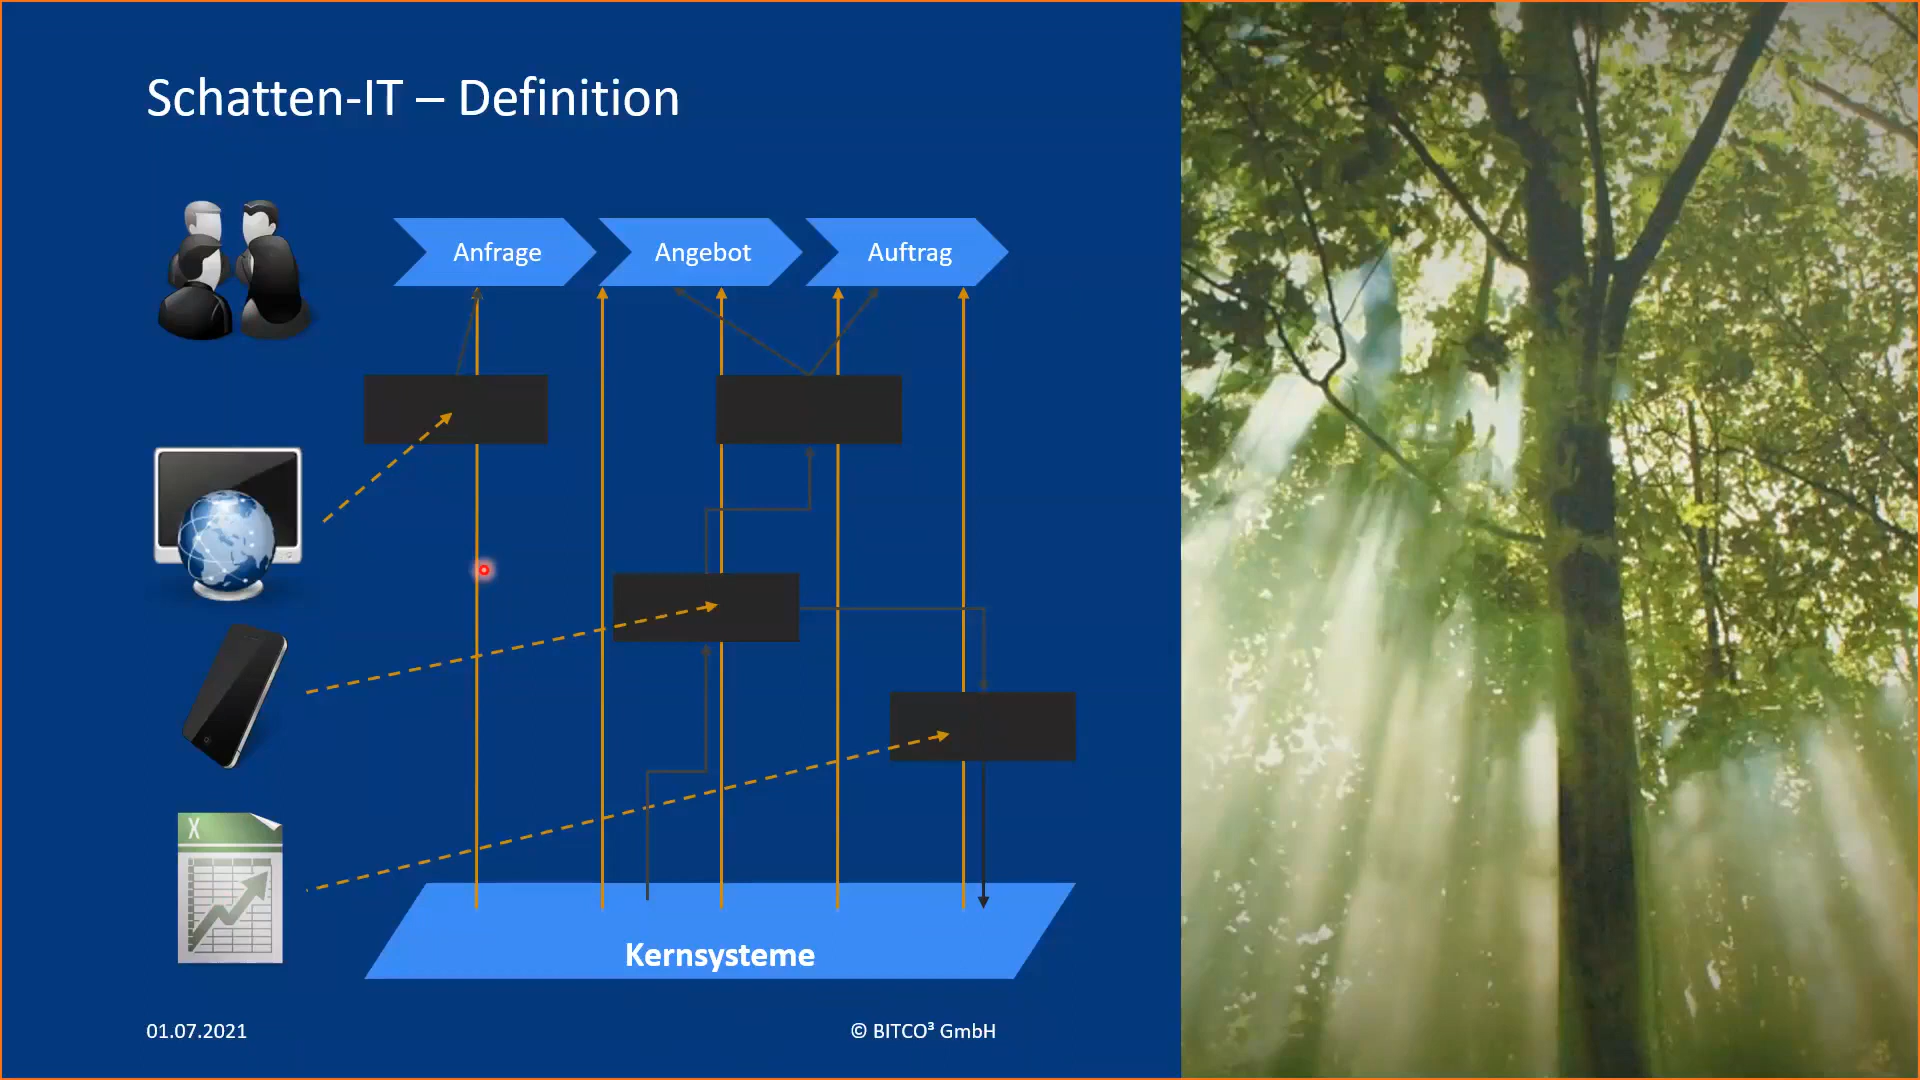 Schatten-IT – Definition
Anfrage
Angebot
Auftrag
X
Kernsysteme
01.07.2021
© BITCO³ GmbH